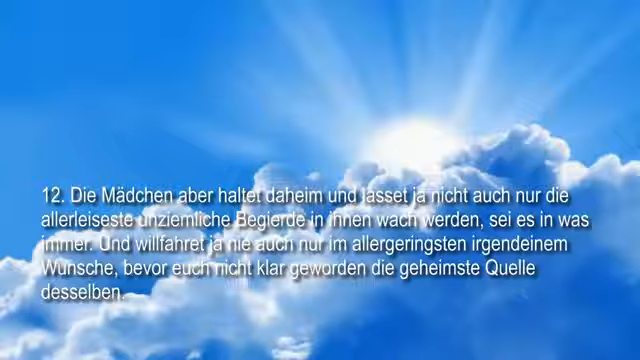 12. Die Mädchen aber haltet daheim und lasset ja nicht auch nur die
allerleiseste unziemliche Begierde in ihnen wach werden, sei es in was
immer. Und willfahret ja nie auch nur im allergeringsten irgendeinem
Wunsche, bevor euch nicht klar geworden die geheimste Quelle
desselben.